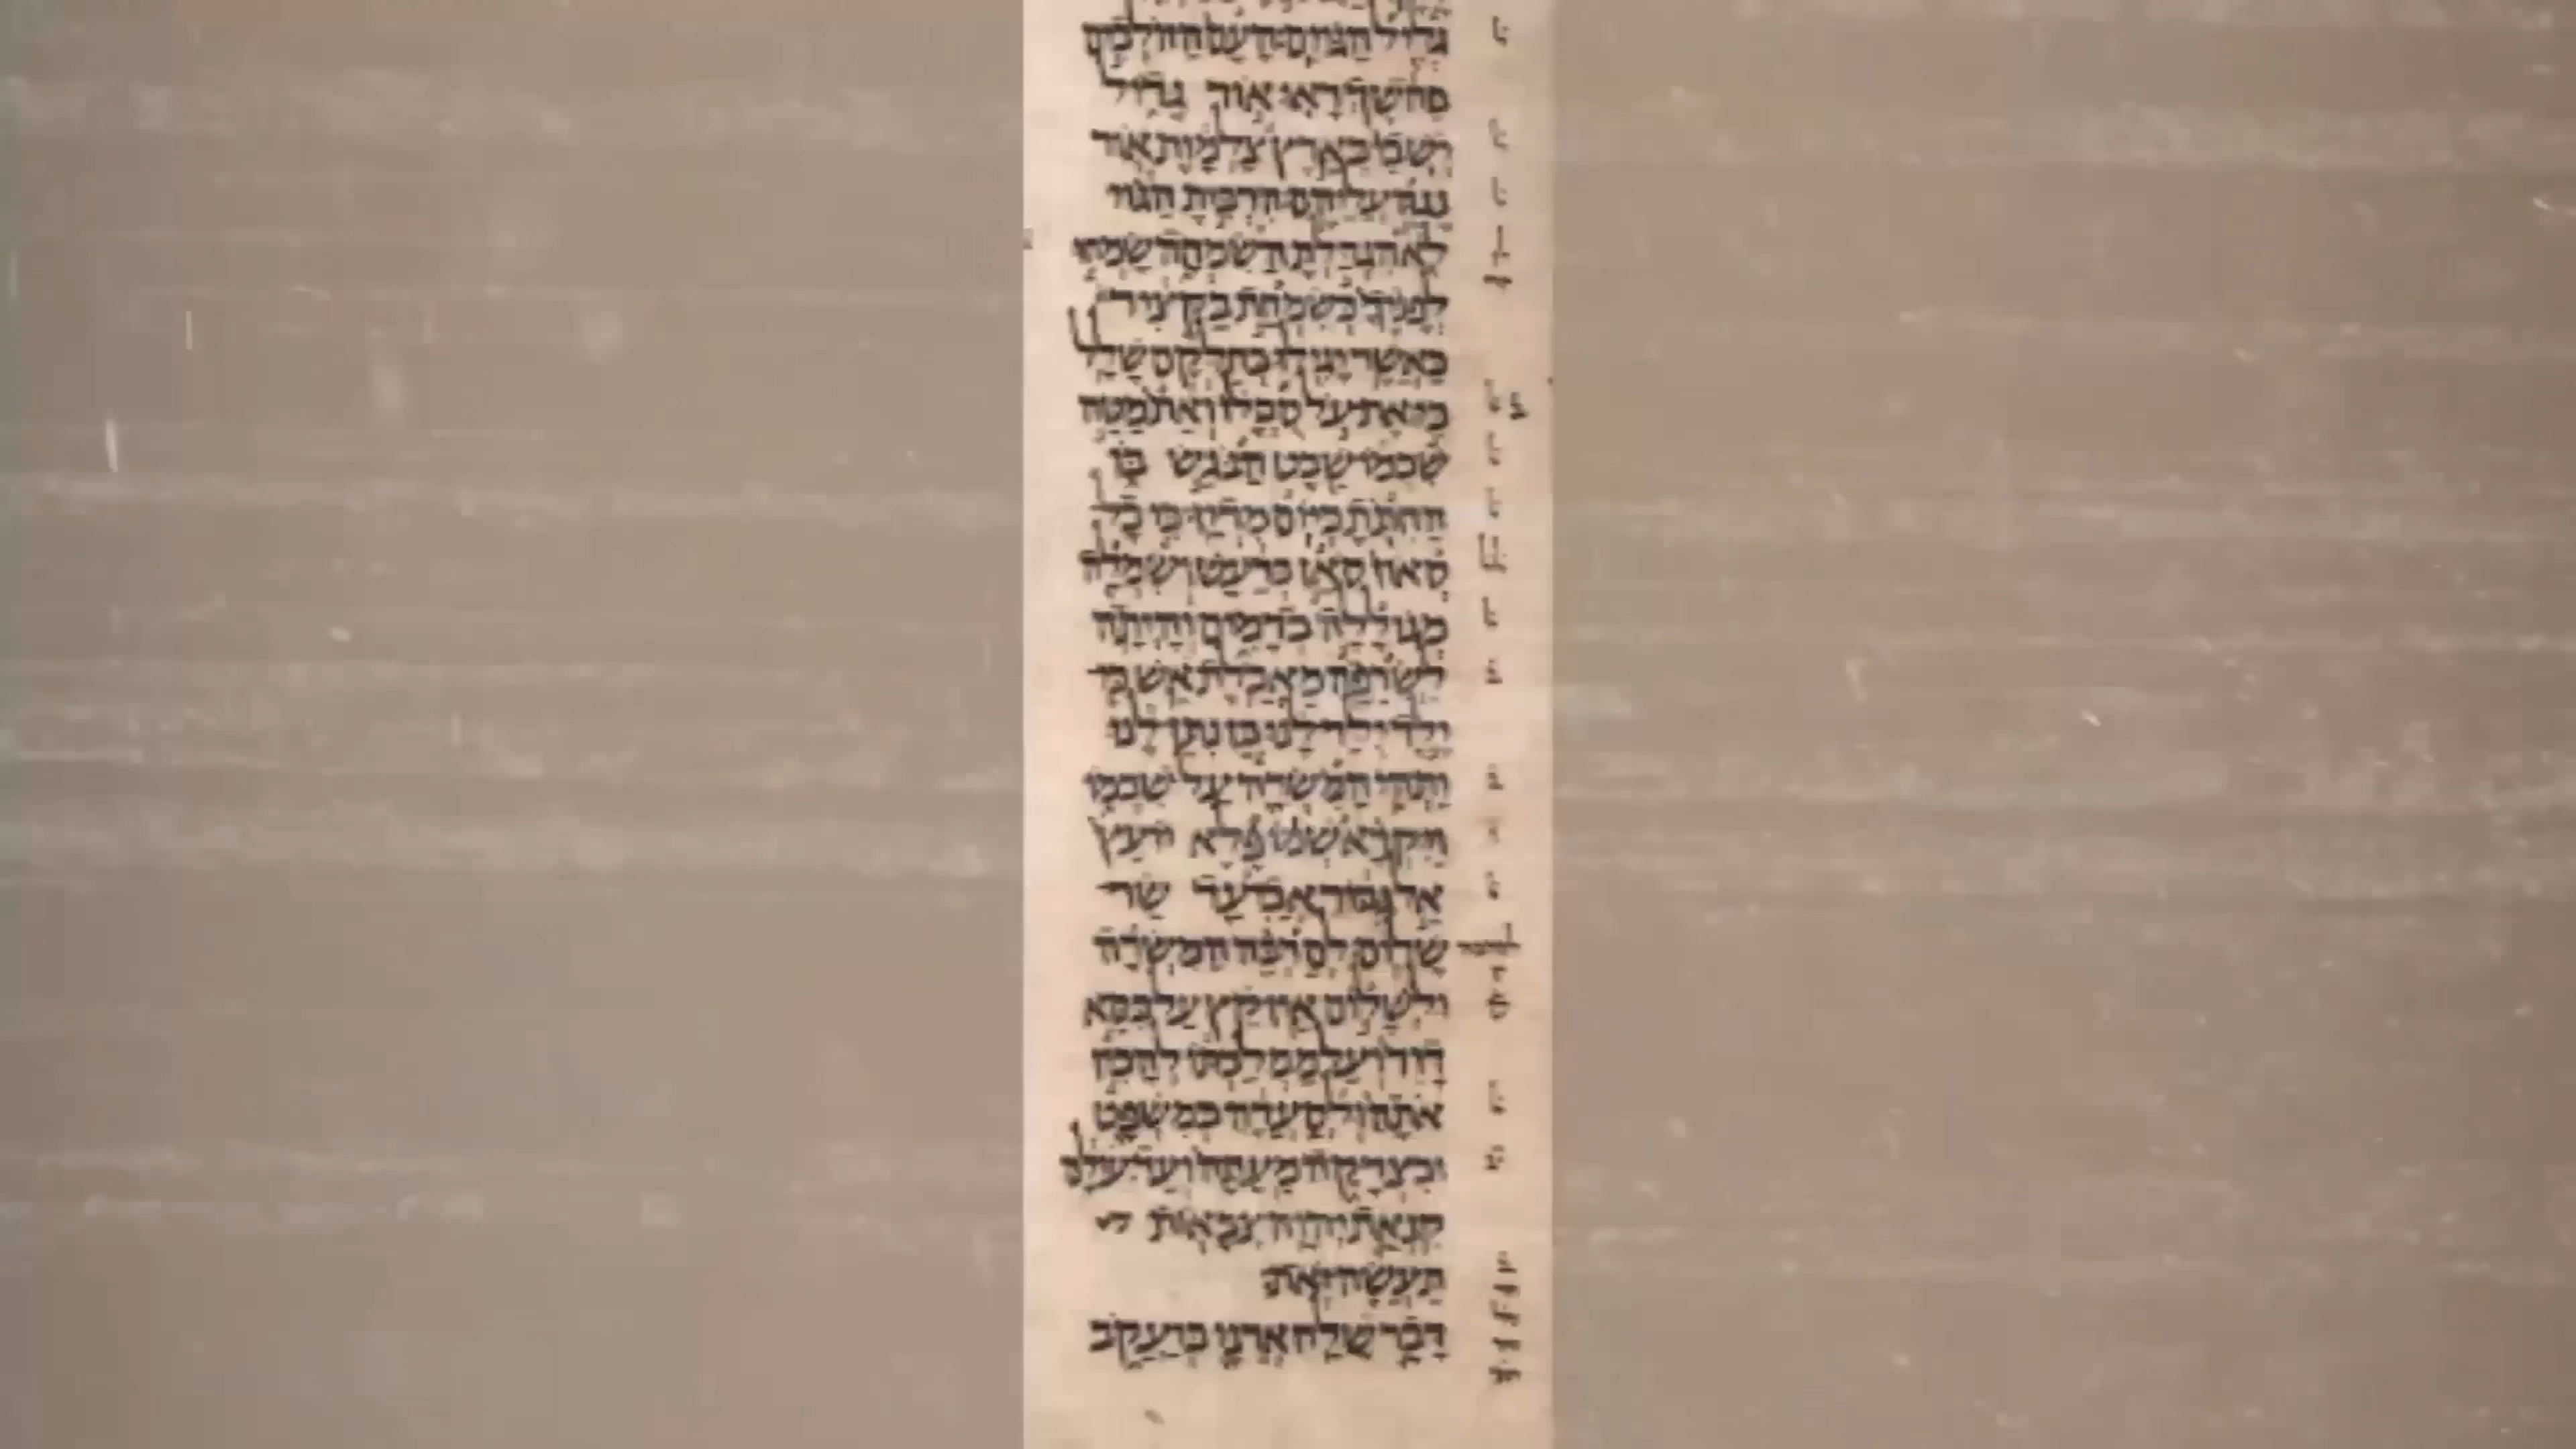 גליל הגוים העם ההלכים
בחשך ראו אור גדול
ישבי בארץ צלמות אור
נגה עליהם הרבית הגוי
לא הגדלת השמחה שמחו
לפניך כשמחת בקציר
כאשר יגילו בחלקם שלל
כי את על סבלו ואת מטה
שכמו שבט הנגש בו
החתת כיום מדין כי כל
סאון סאן ברעש ושמלה
מגוללה בדמים והיתה
לשרפה מאכלת אש כי
ילד ילד לנו בן נתן לנו
ותהי המשרה על שכמו
ויקרא שמו פלא יועץ
אל גבור אבי עד שר
שלום לםרבה המשרה
ולשלום אין קץ על כסא
דוד ועל ממלכתו להכין
אתה ולסעדה במשפט
ובצדקה מעתה ועד עולם
קנאת יהוה צבאות
תעשה זאת
דבר שלח אדני ביעקב